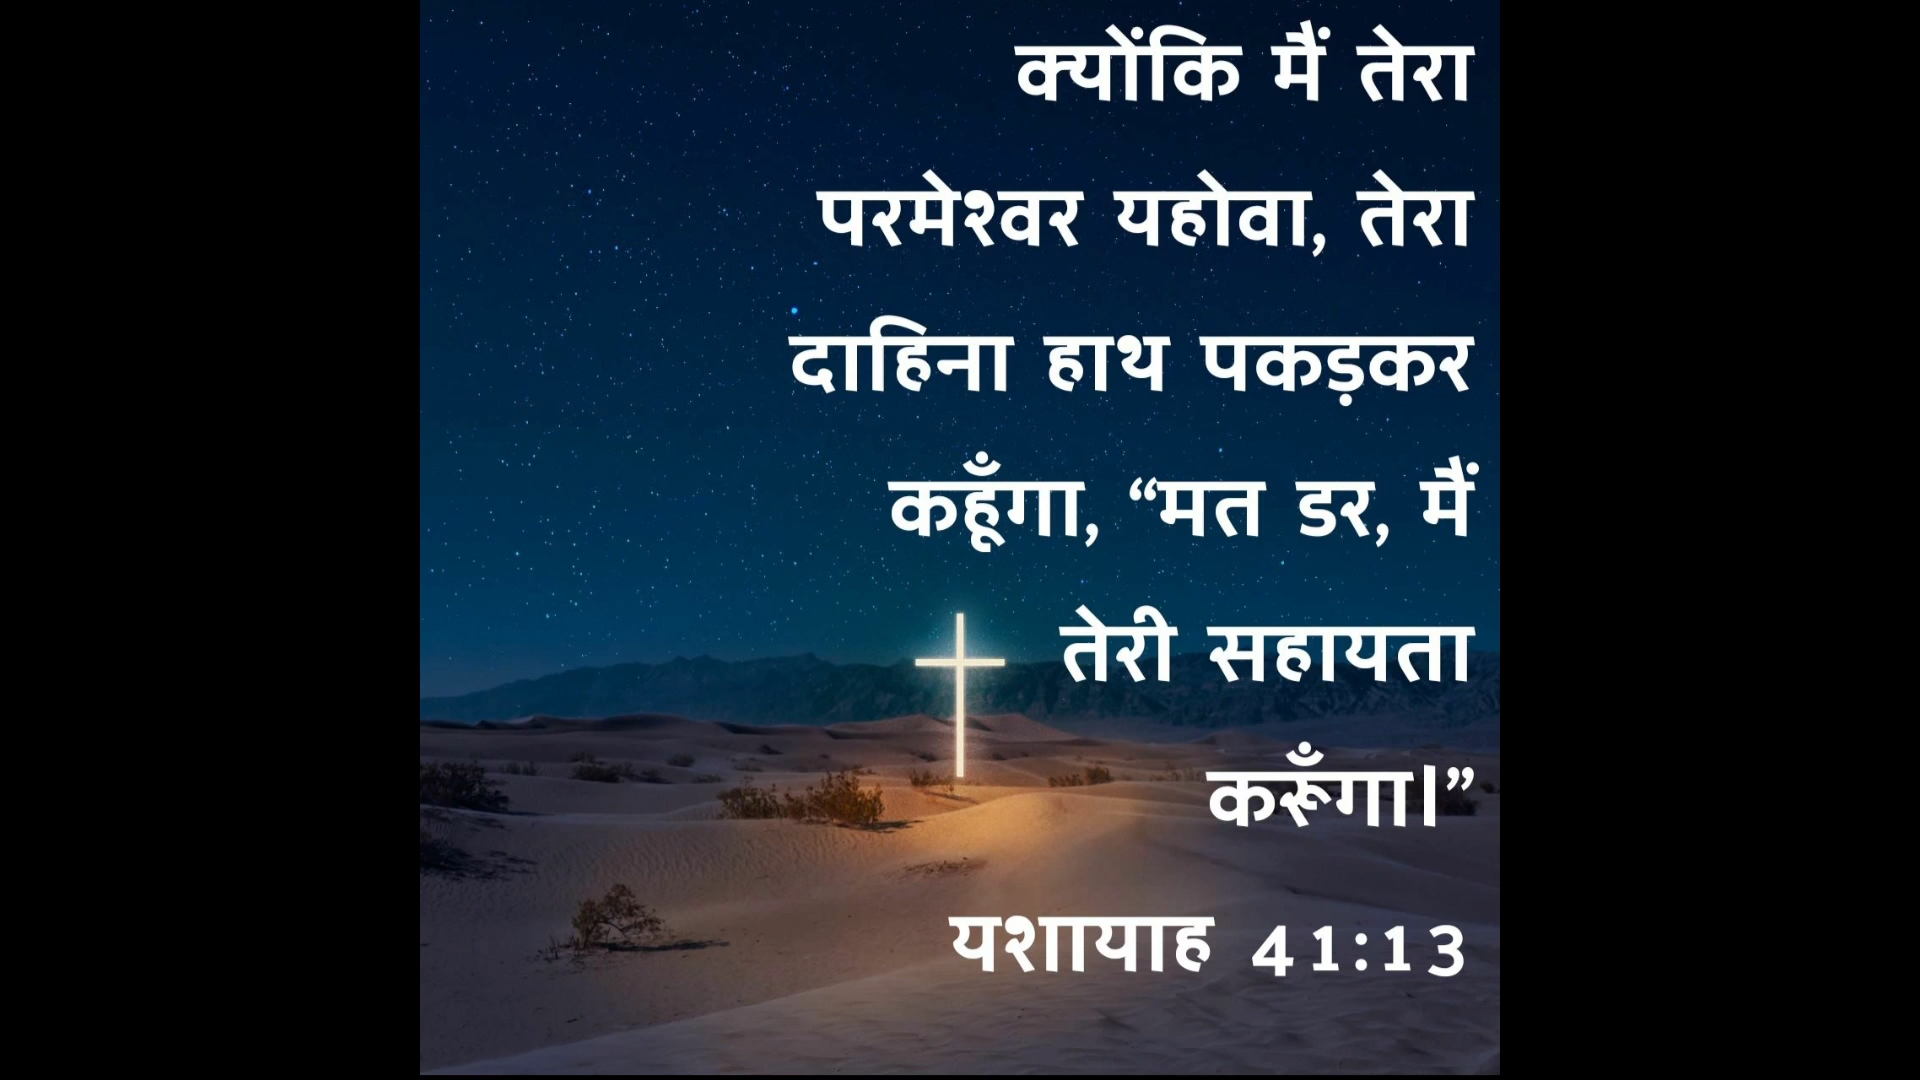 क्योंकि मैं तेरा
परमेश्वर यहोवा, तेरा
दाहिना हाथ पकड़कर
कहूँगा, “मत डर, मैं
तेरी सहायता
करूँगा।”
यशायाह 41:13